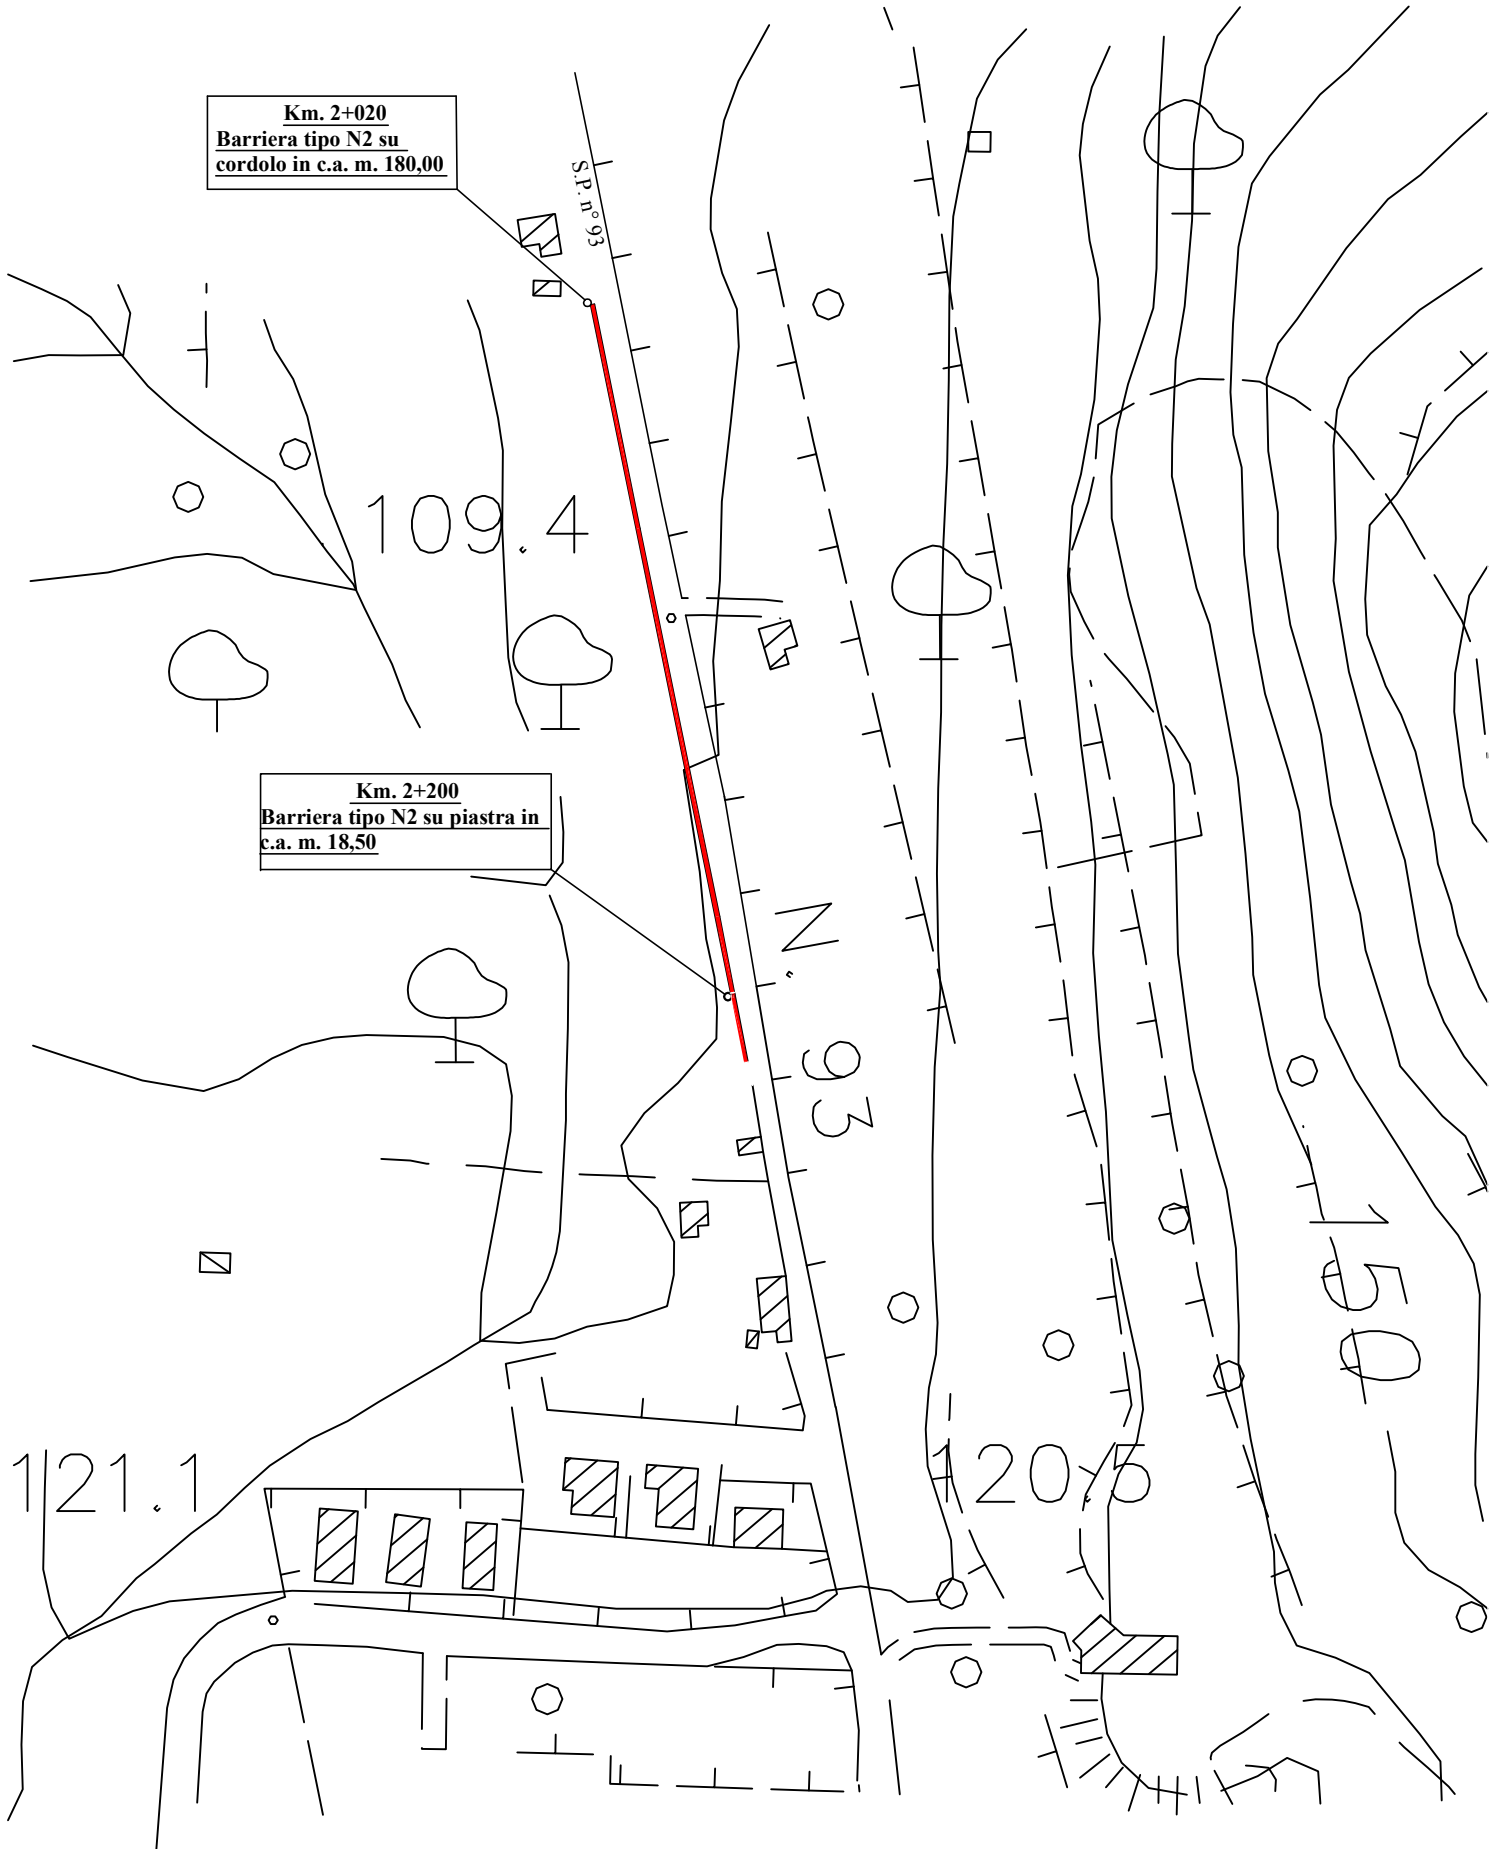 Km. 2+020
Barriera tipo N2 su
cordolo in c.a. m. 180,00
S.P. n° 93
109.4
Km. 2+200
Barriera tipo N2 su piastra in
c.a. m. 18,50
N. 93
150
121.1
120.5